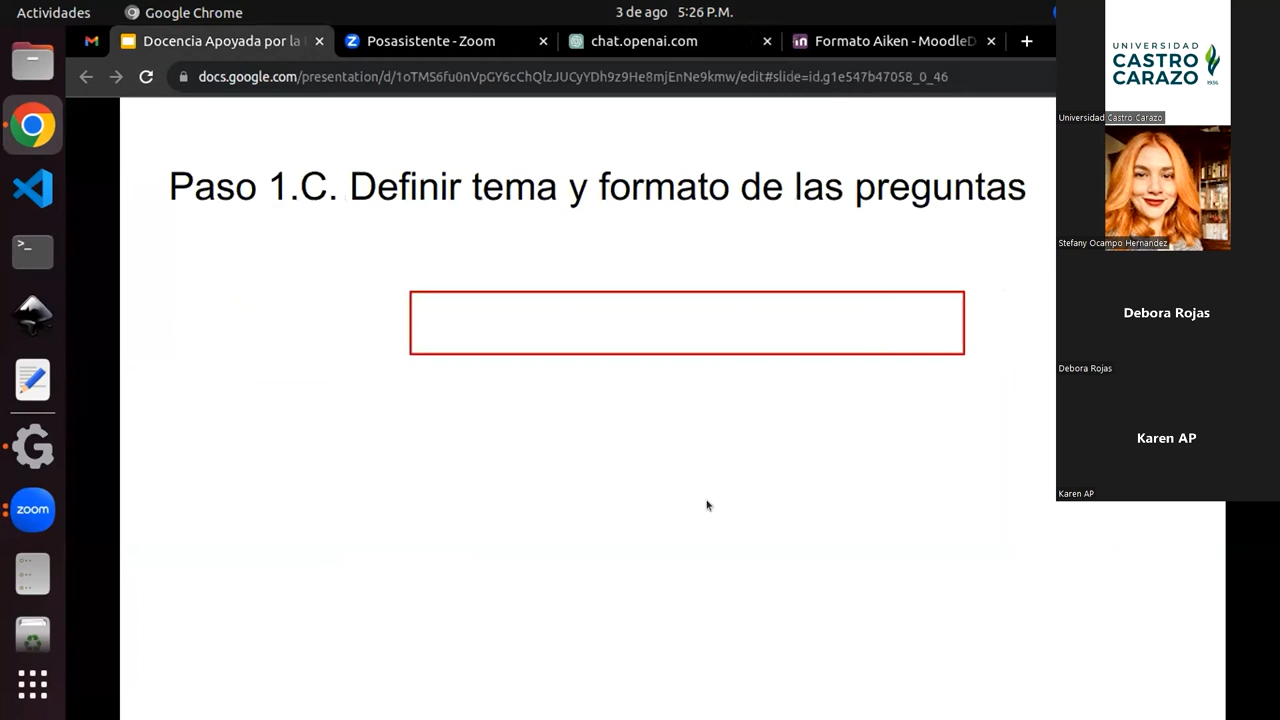 Actividades
Google Chrome
3 de ago 5:26 P.M.
Docencia Apoyada por la
Posasistente - Zoom
chat.openai.com
Formato Aiken - MoodleD
docs.google.com/presentation/d/1oTMS6fu0nVpGY6cChQlzJUCyYDh9z9He8mjEnNe9kmw/edit#slide=id.g1e547b47058_0_46
Paso 1.C. Definir tema y formato de las preguntas
UNIVERSIDAD
CASTRO
CARAZO
1936
Universidad Castro Carazo
Stefany Ocampo Hernández
Debora Rojas
Debora Rojas
Karen AP
Karen AP
zoom